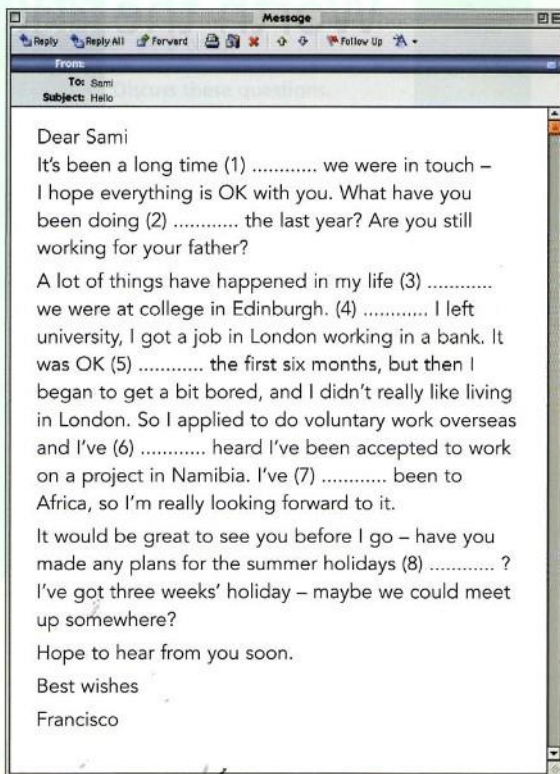 Message
Reply Reply All Forward Follow Up
From:
To: Sami
Subject: Hello
Discuss these questions
Dear Sami
It's been a long time (1) ............ we were in touch –
I hope everything is OK with you. What have you
been doing (2) ............ the last year? Are you still
working for your father?
A lot of things have happened in my life (3) ............
we were at college in Edinburgh. (4) ............ I left
university, I got a job in London working in a bank. It
was OK (5) ............ the first six months, but then I
began to get a bit bored, and I didn't really like living
in London. So I applied to do voluntary work overseas
and I've (6) ............ heard I've been accepted to work
on a project in Namibia. I've (7) ............ been to
Africa, so I'm really looking forward to it.
It would be great to see you before I go – have you
made any plans for the summer holidays (8) ............ ?
I've got three weeks' holiday – maybe we could meet
up somewhere?
Hope to hear from you soon.
Best wishes
Francisco